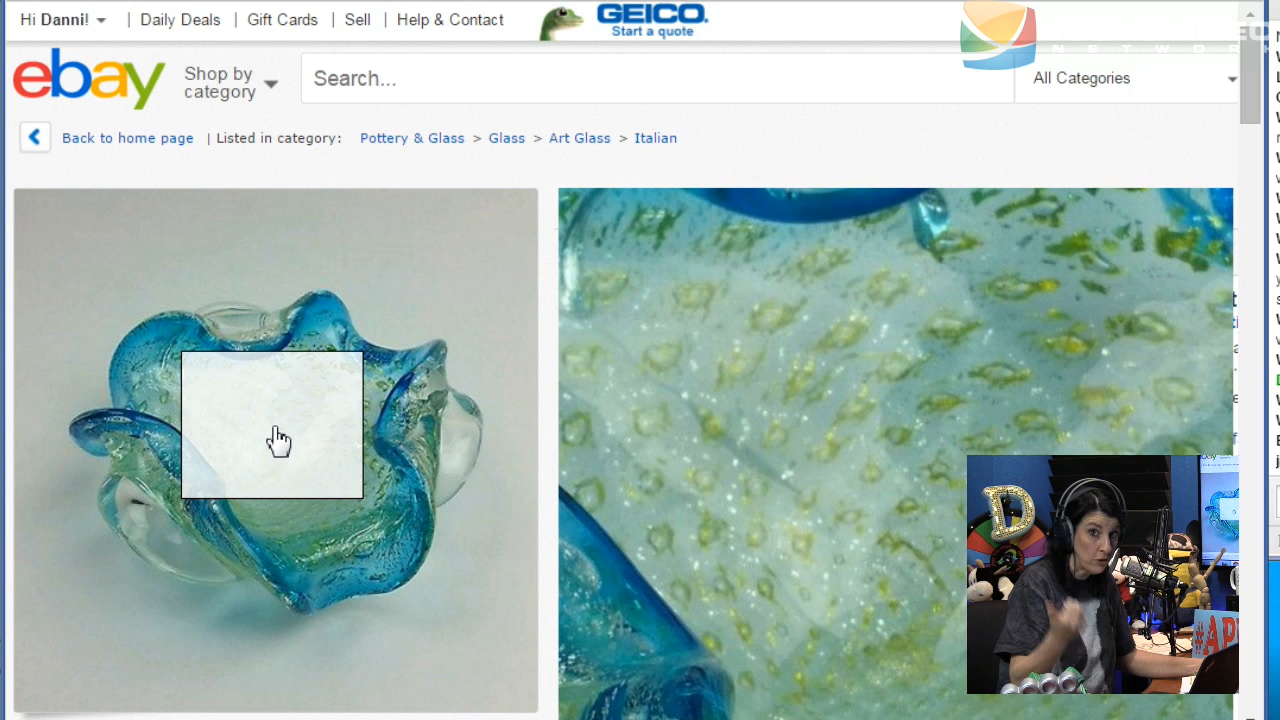 Hi Danni! | Daily Deals | Gift Cards | Sell | Help & Contact
GEICO.
Start a quote
NETWORK
ebay
Shop by
category
Search...
All Categories
Back to home page | Listed in category: Pottery & Glass > Glass > Art Glass > Italian
D